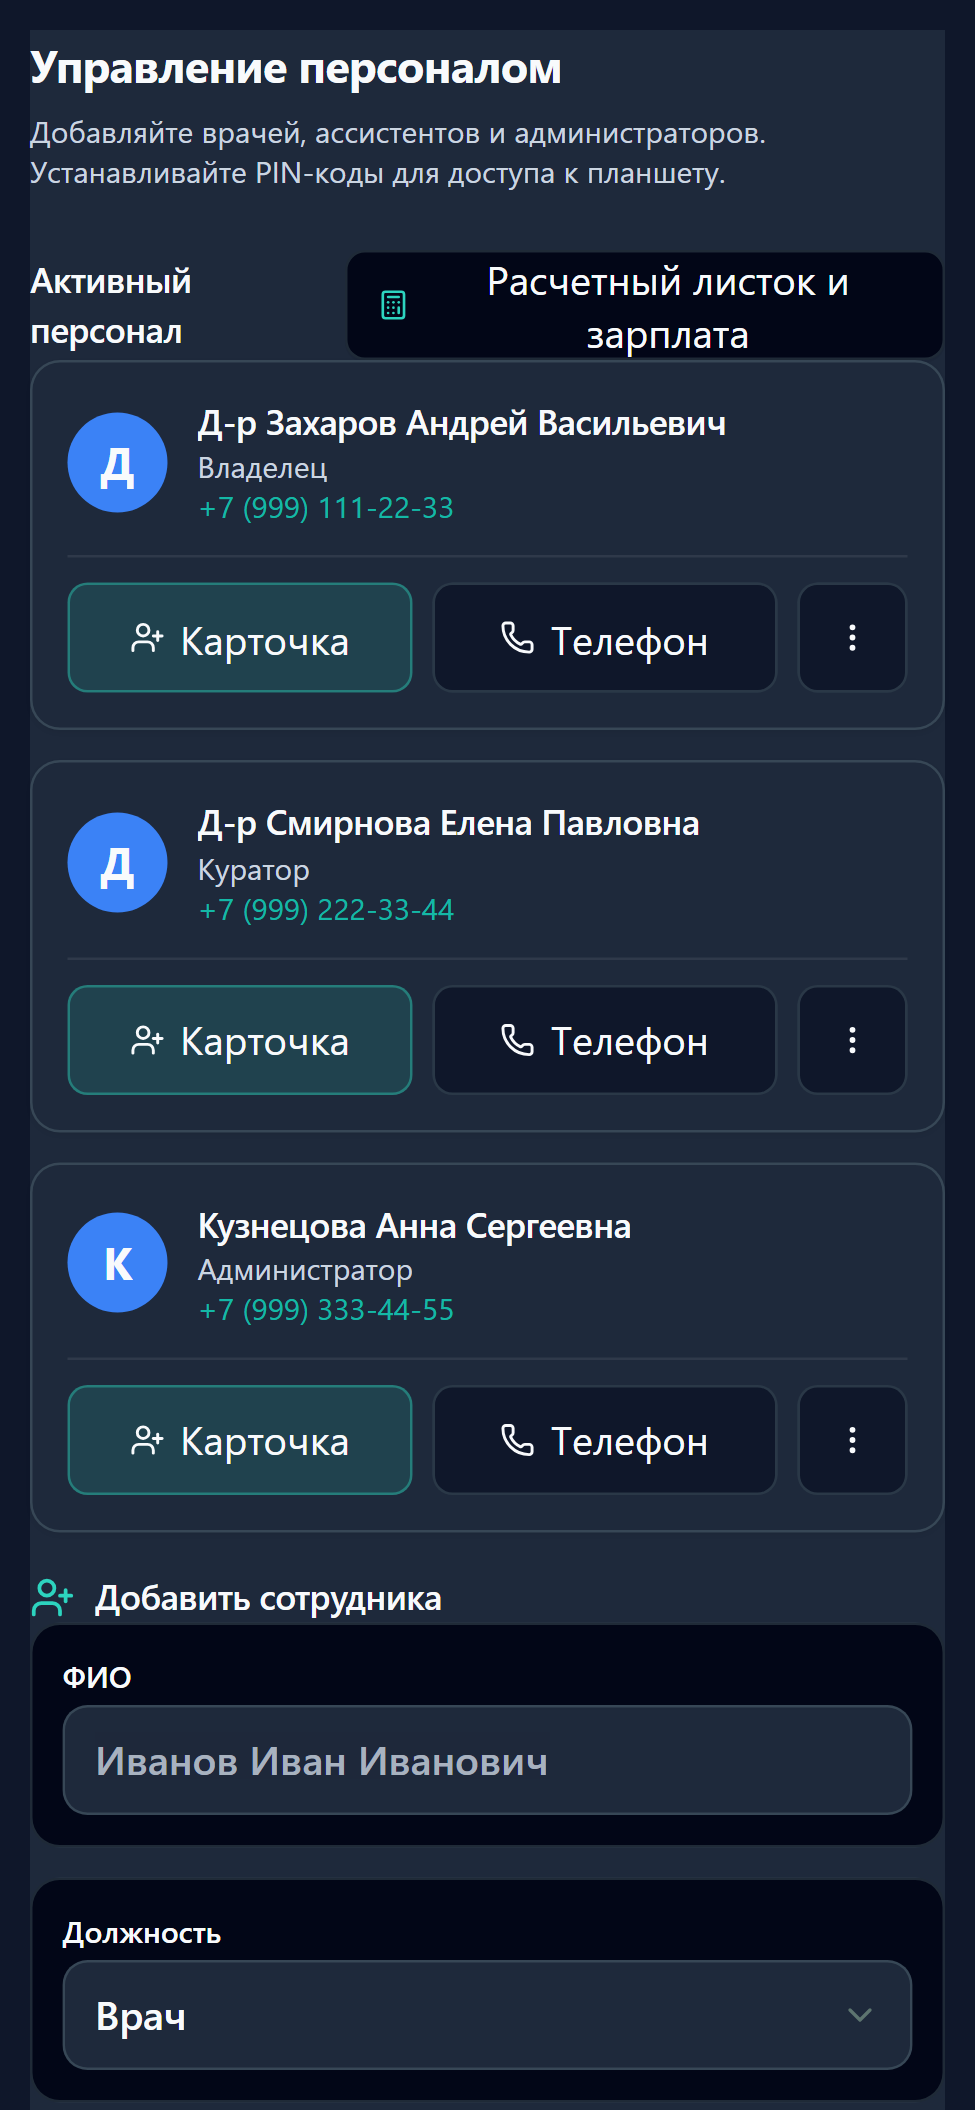 Управление персоналом
Добавляйте врачей, ассистентов и администраторов.
Устанавливайте PIN-коды для доступа к планшету.
Активный
персонал
Расчетный листок и
зарплата
Д
Д-р Захаров Андрей Васильевич
Владелец
+7 (999) 111-22-33
Карточка
Телефон
Д
Д-р Смирнова Елена Павловна
Куратор
+7 (999) 222-33-44
Карточка
Телефон
К
Кузнецова Анна Сергеевна
Администратор
+7 (999) 333-44-55
Карточка
Телефон
Добавить сотрудника
ФИО
Иванов Иван Иванович
Должность
Врач